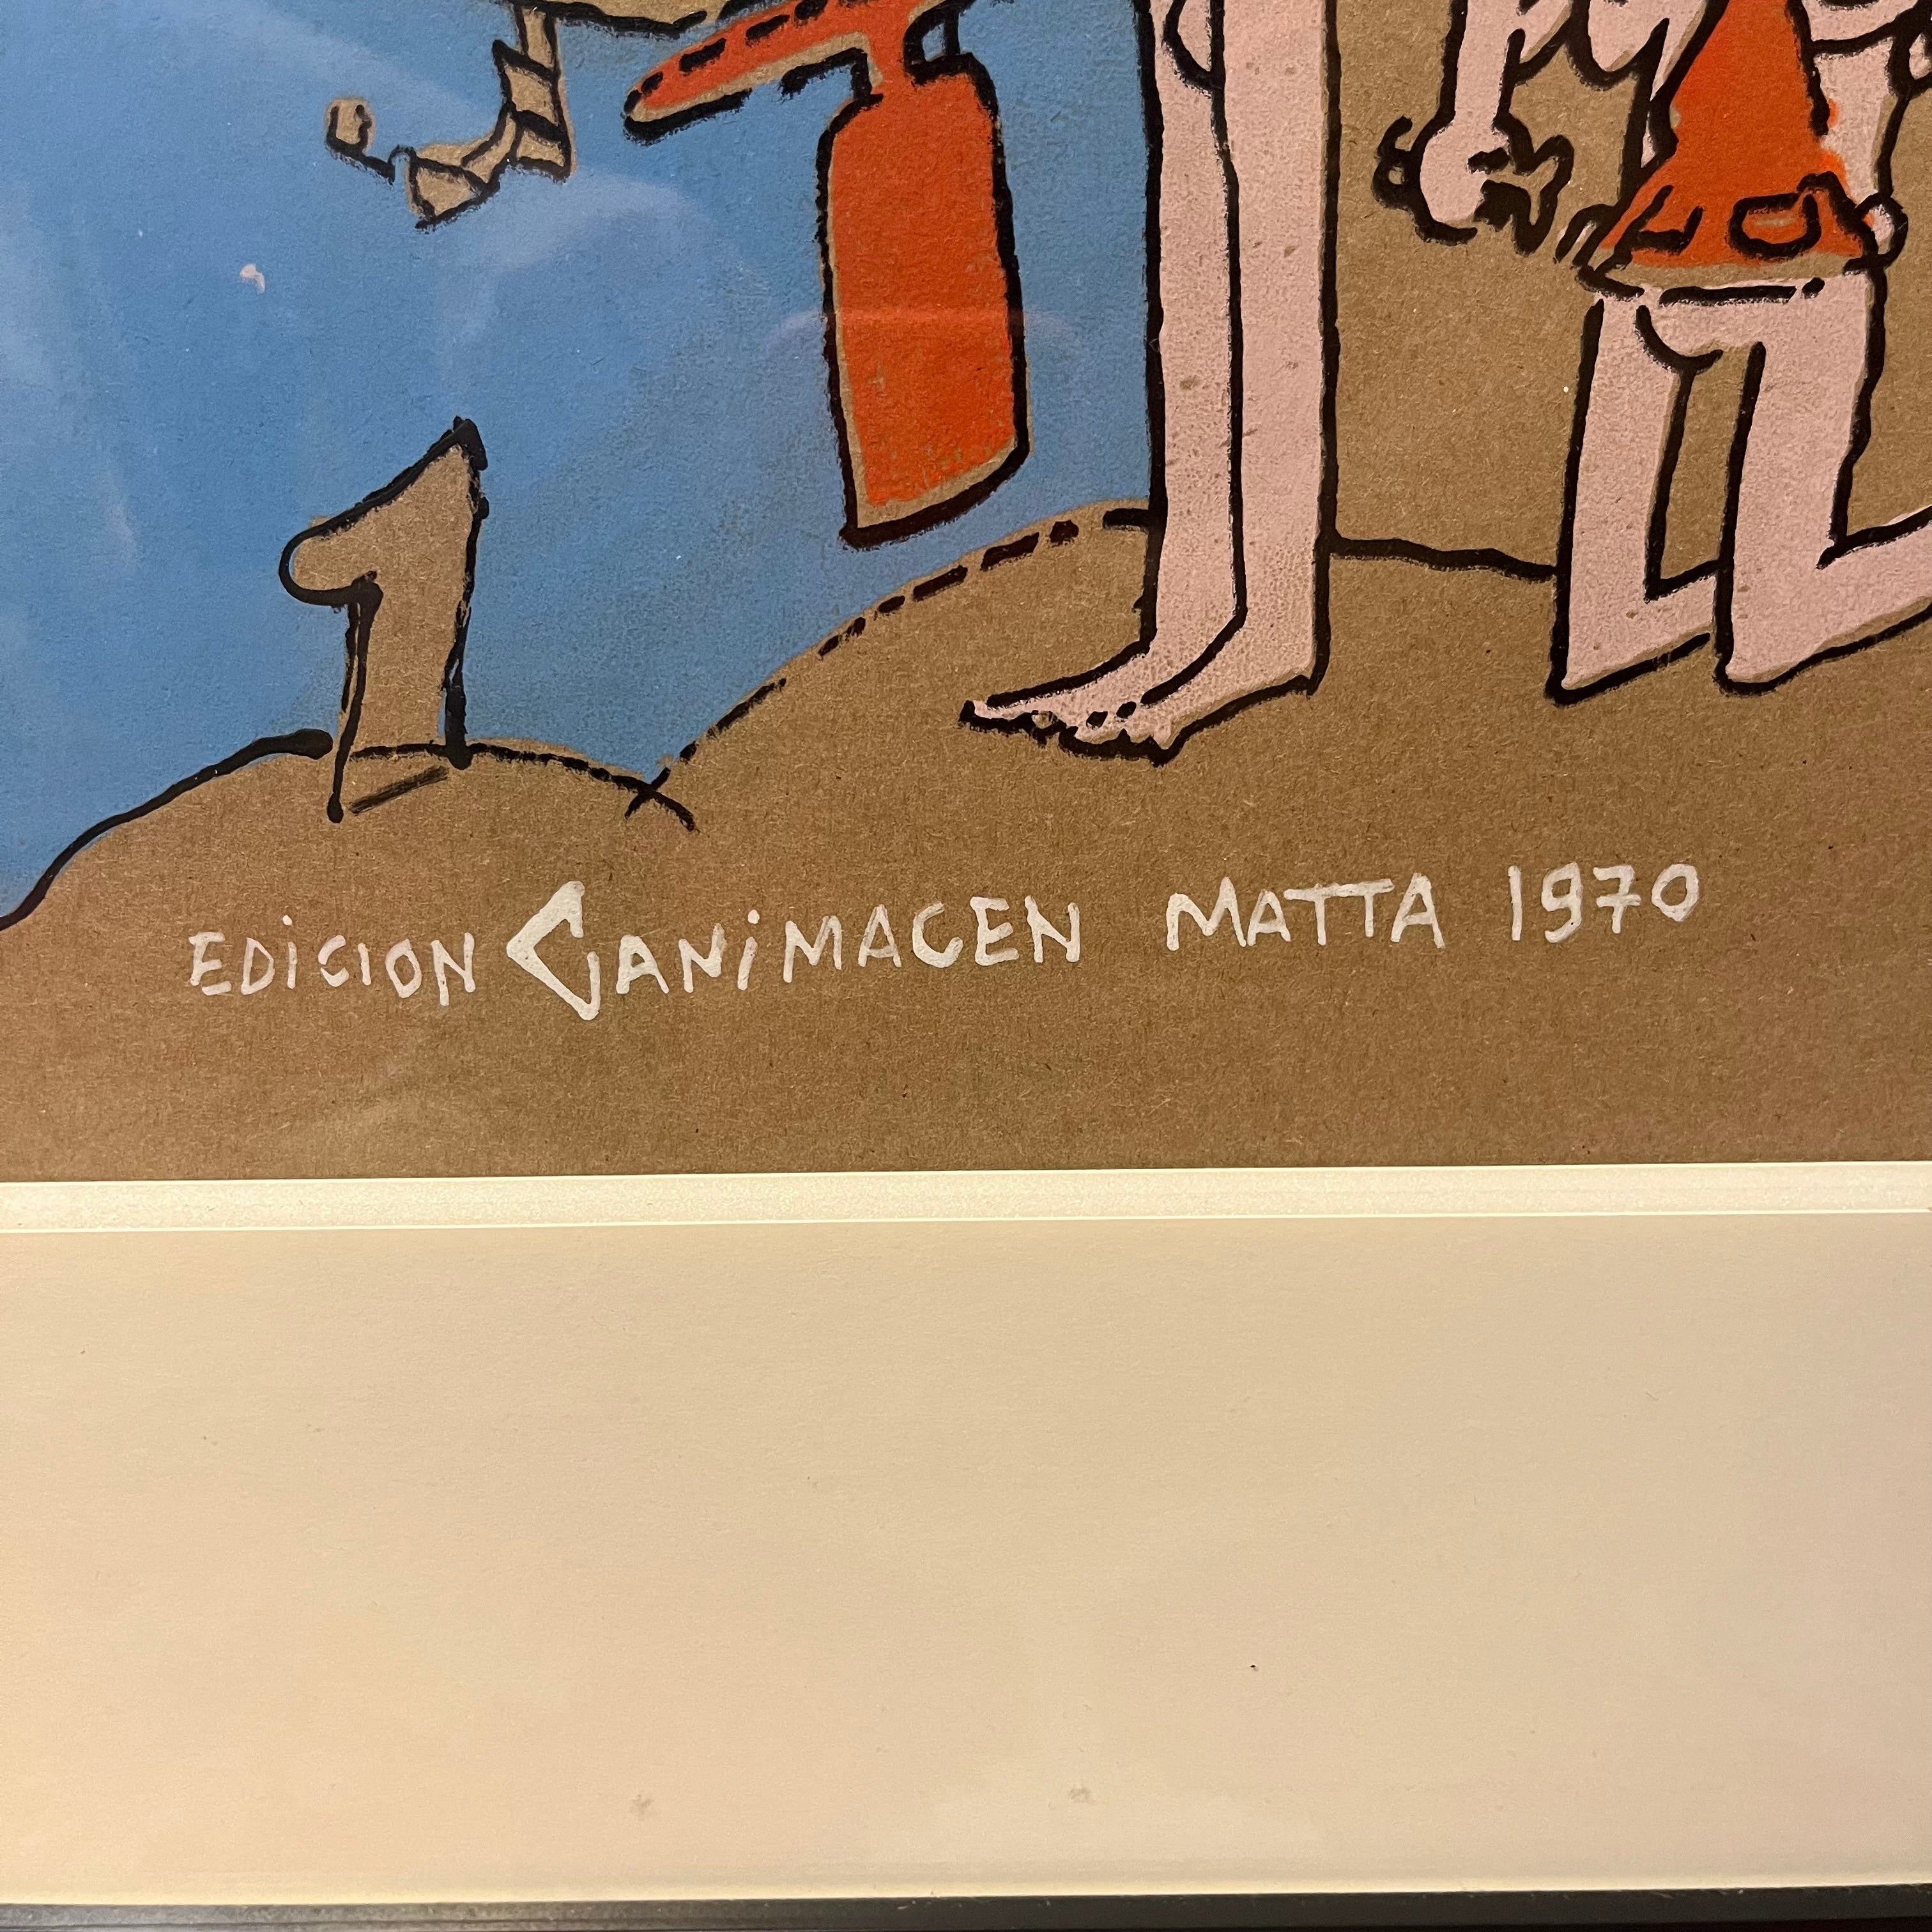 EDICION GANIMAGEN MATTA 1970